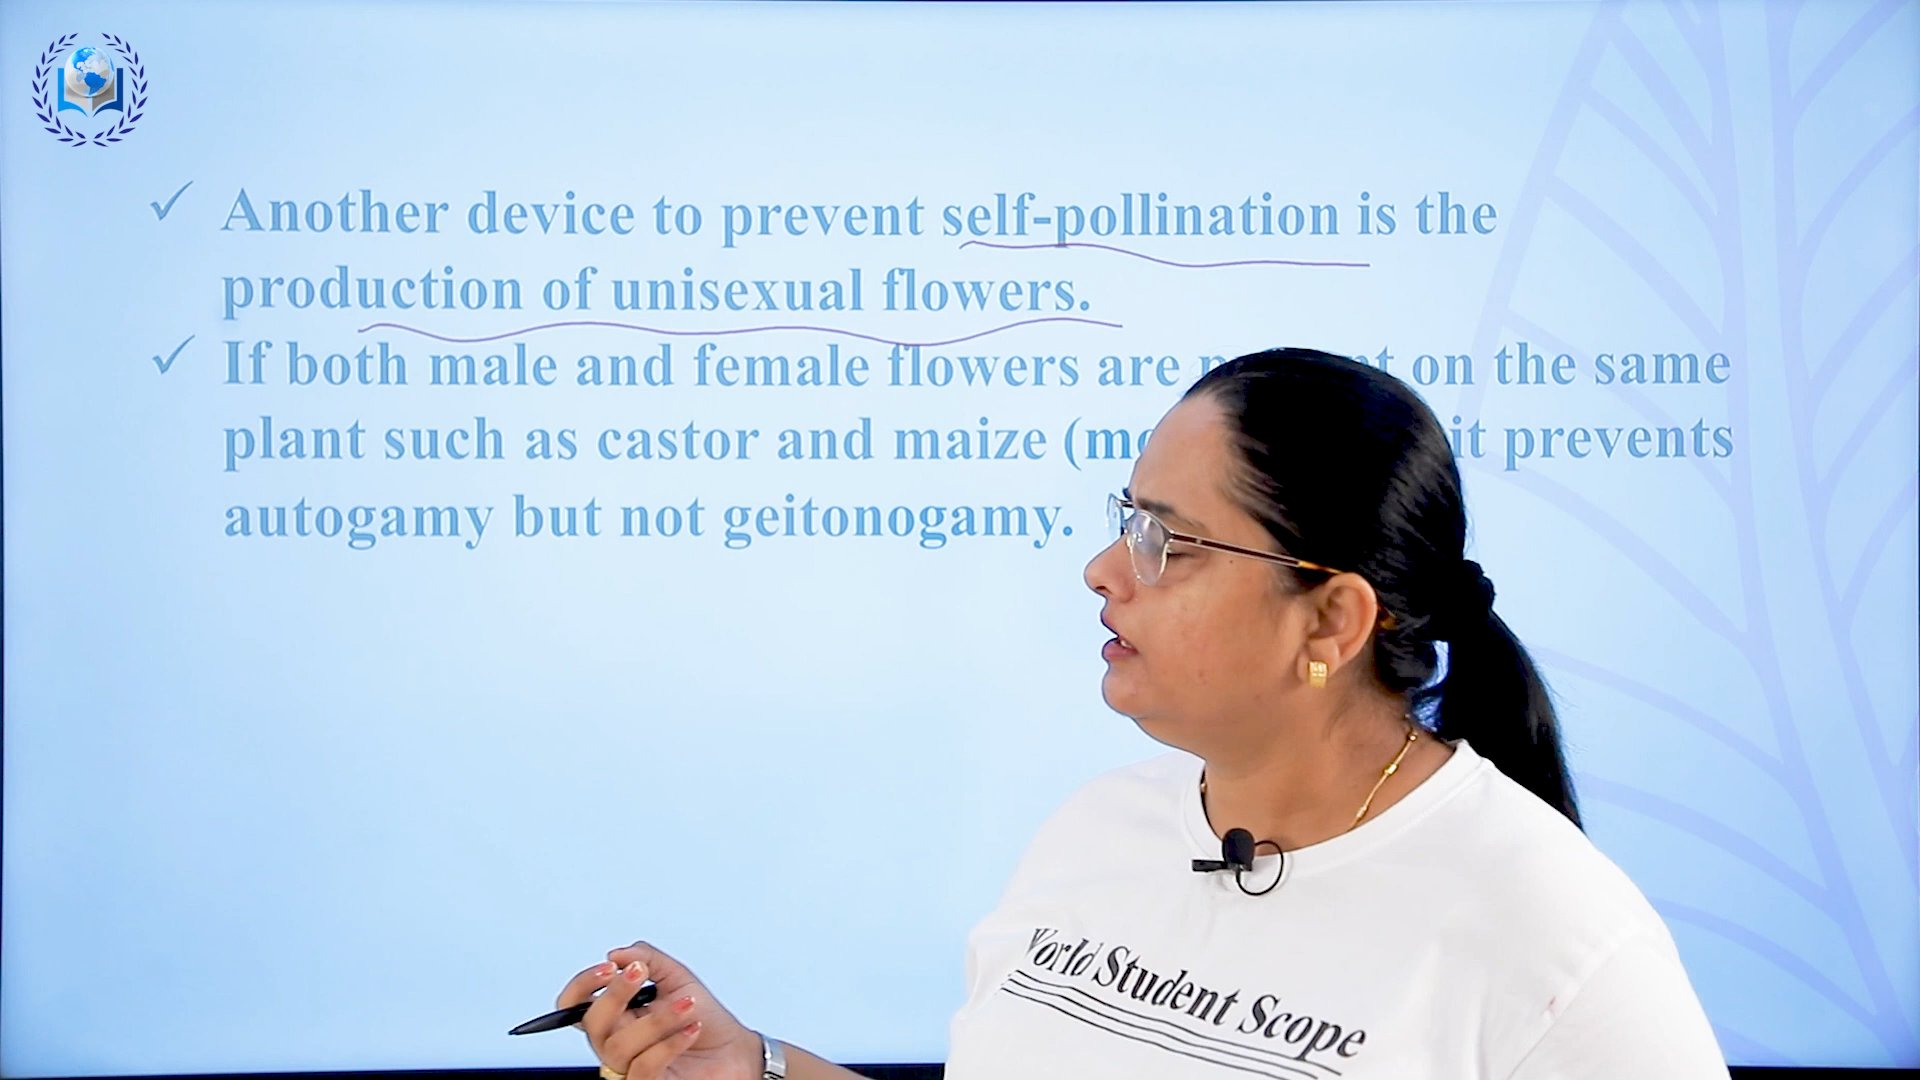 ✓ Another device to prevent self-pollination is the
production of unisexual flowers.
✓ If both male and female flowers are on the same
plant such as castor and maize (mo it prevents
autogamy but not geitonogamy.
World Student Scope